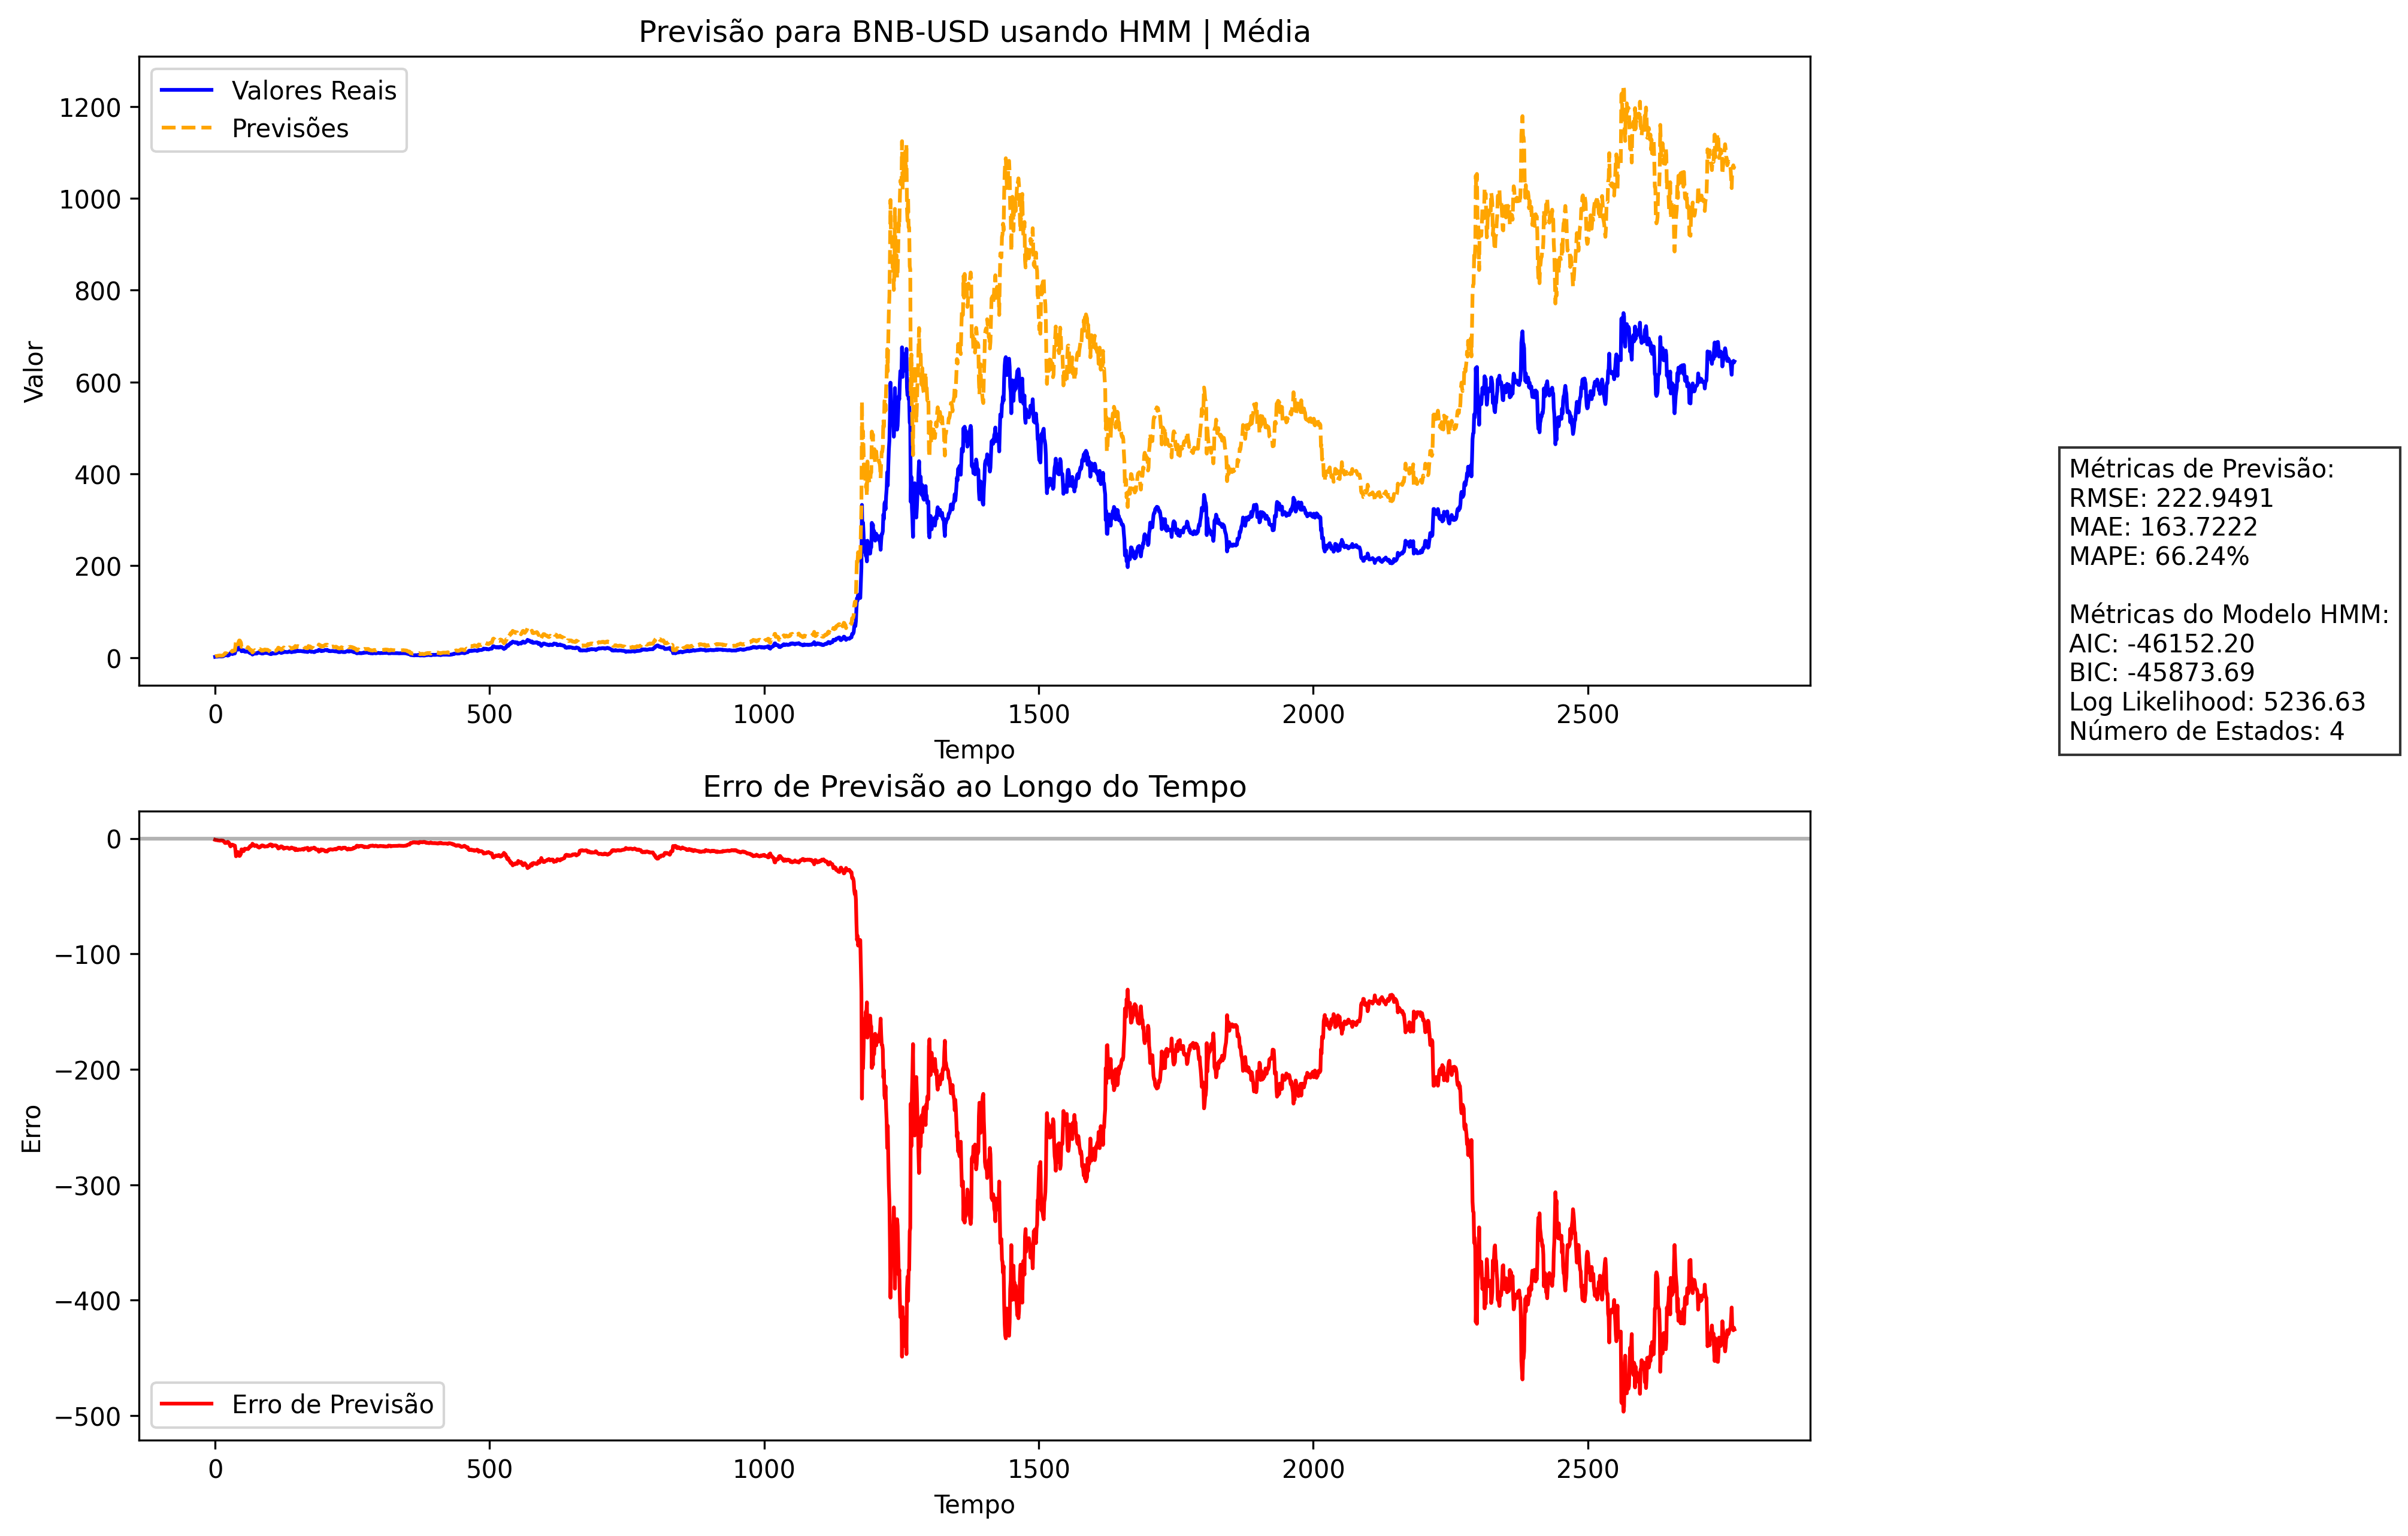 Previsão para BNB-USD usando HMM | Média
Valores Reais
Previsões
1200
1000
800
600
400
200
0
Valor
0 500 1000 1500 2000 2500
Tempo
Métricas de Previsão:
RMSE: 222.9491
MAE: 163.7222
MAPE: 66.24%
Métricas do Modelo HMM:
AIC: -46152.20
BIC: -45873.69
Log Likelihood: 5236.63
Número de Estados: 4
Erro de Previsão ao Longo do Tempo
0
−100
−200
−300
−400
−500
Erro
Erro de Previsão
0 500 1000 1500 2000 2500
Tempo